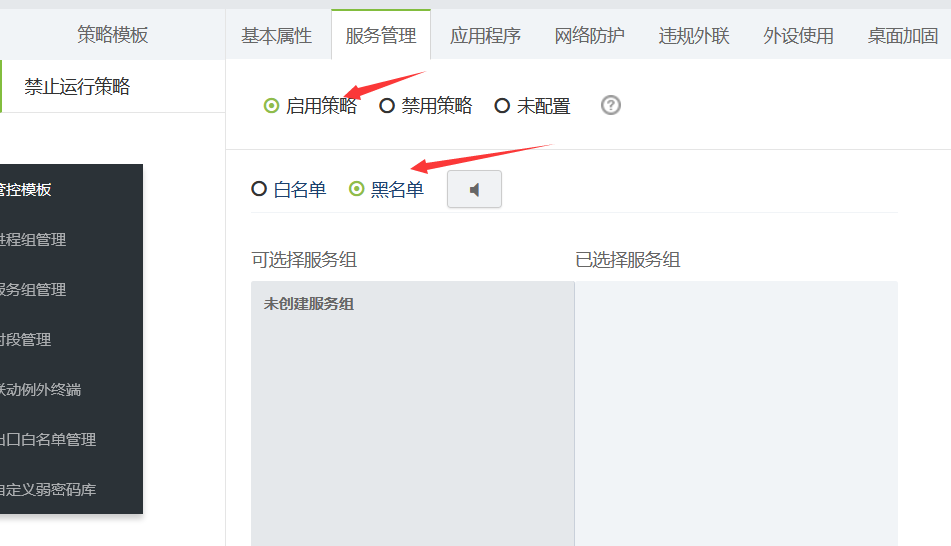 策略模板
基本属性 服务管理 应用程序 网络防护 违规外联 外设使用 桌面加固
禁止运行策略
启用策略 禁用策略 未配置 ?
管控模板
白名单 黑名单
进程组管理
可选择服务组 已选择服务组
服务组管理
未创建服务组
时段管理
联动例外终端
出口白名单管理
自定义弱密码库